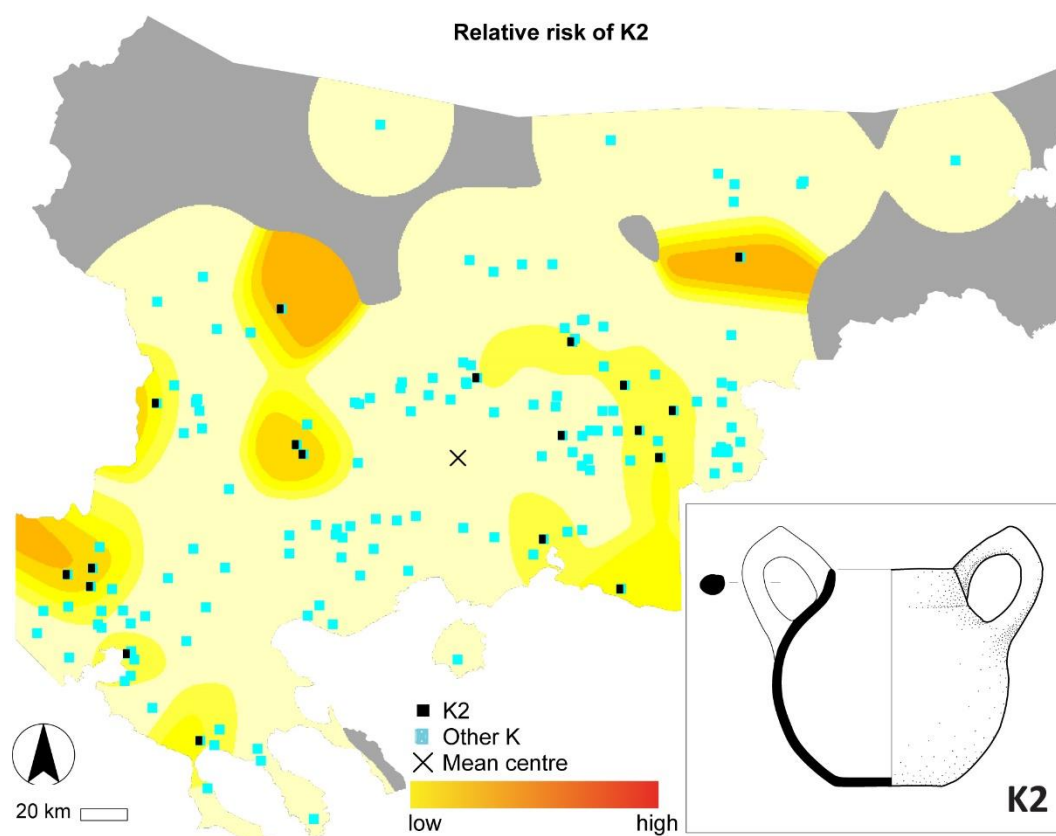 Relative risk of K2
K2
Other K
Mean centre
low high
20 km
K2